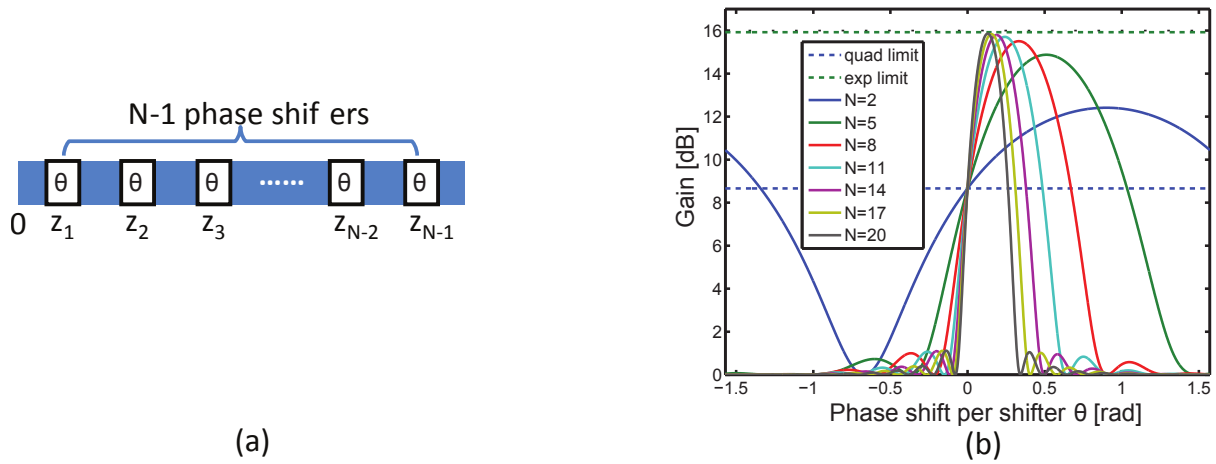 N-1 phase shif ers
θ θ θ ...... θ θ
0 z1 z2 z3 zN-2 zN-1
(a)
Gain [dB]
16
14
12
10
8
6
4
2
0
quad limit
exp limit
N=2
N=5
N=8
N=11
N=14
N=17
N=20
−1.5 −1 −0.5 0 0.5 1 1.5
Phase shift per shifter θ [rad]
(b)